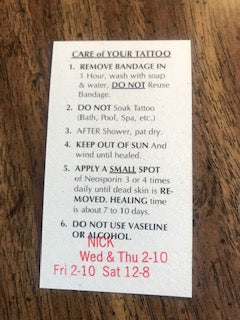 CARE of YOUR TATTOO
1. REMOVE BANDAGE IN
1 Hour, wash with soap
& water, DO NOT Reuse
Bandage.
2. DO NOT Soak Tattoo
(Bath, Pool, Spa, etc.)
3. AFTER Shower, pat dry.
4. KEEP OUT OF SUN And
wind until healed.
5. APPLY A SMALL SPOT
of Neosporin 3 or 4 times
daily until dead skin is RE-
MOVED. HEALING time
is about 7 to 10 days.
6. DO NOT USE VASELINE
OR ALCOHOL.
NICK
Wed & Thu 2-10
Fri 2-10 Sat 12-8